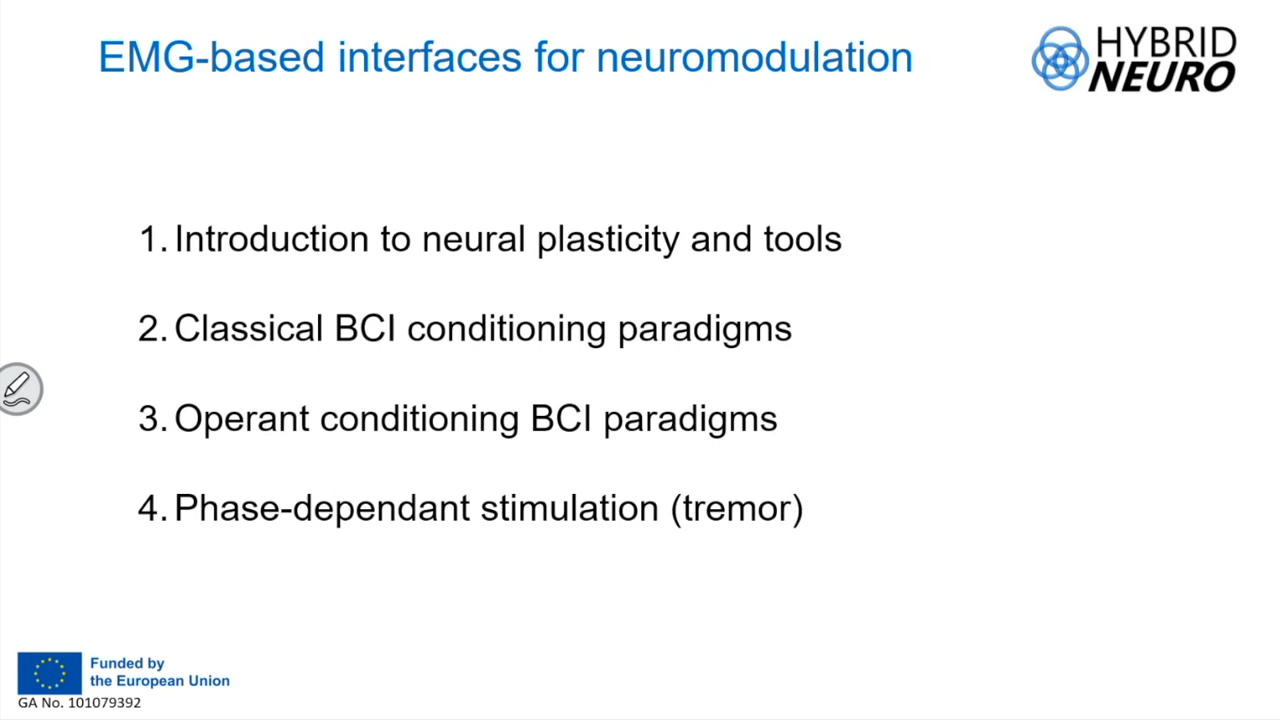 EMG-based interfaces for neuromodulation
HYBRID
NEURO
1. Introduction to neural plasticity and tools
2. Classical BCI conditioning paradigms
3. Operant conditioning BCI paradigms
4. Phase-dependant stimulation (tremor)
Funded by
the European Union
GA No. 101079392